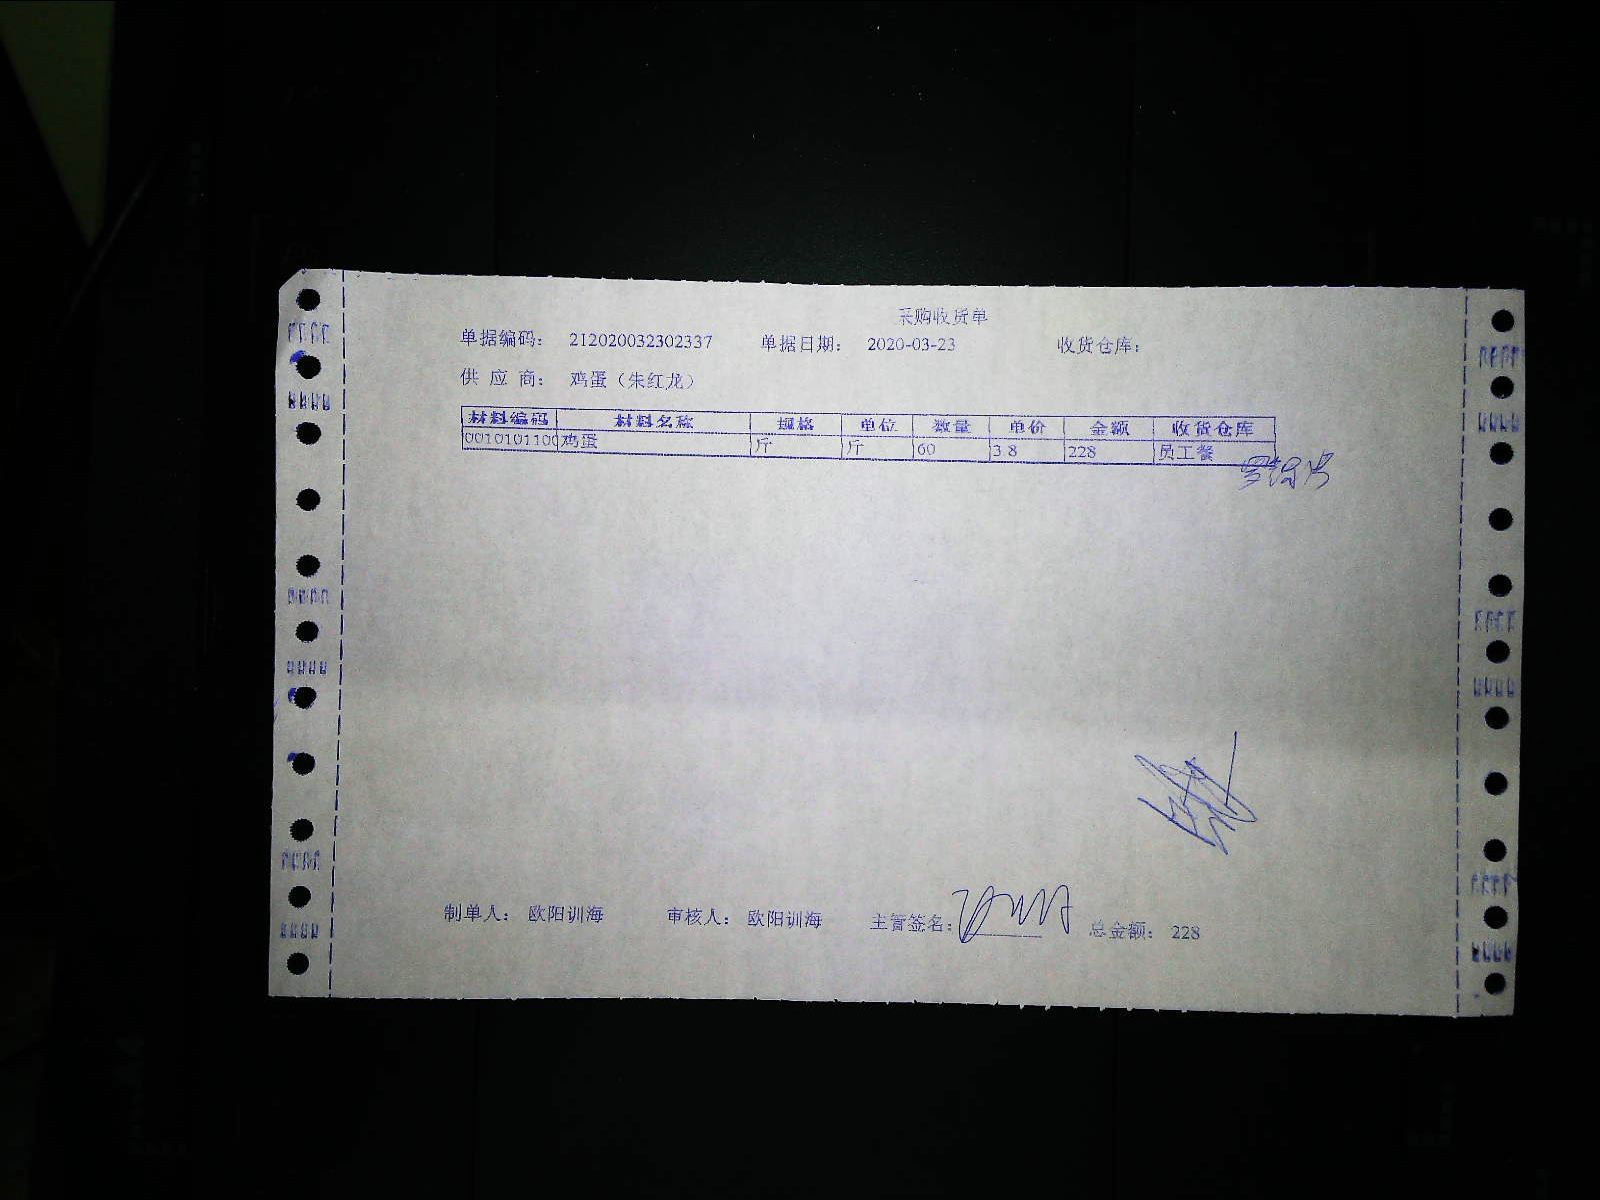 采购收货单
单据编码： 212020032302337 单据日期： 2020-03-23 收货仓库：
供 应 商： 鸡蛋（朱红龙）
材料编码 材料名称 规格 单位 数量 单价 金额 收货仓库
0010101100 鸡蛋 斤 斤 60 3.8 228 员工餐
制单人： 欧阳训海 审核人： 欧阳训海 主管签名： 总金额： 228